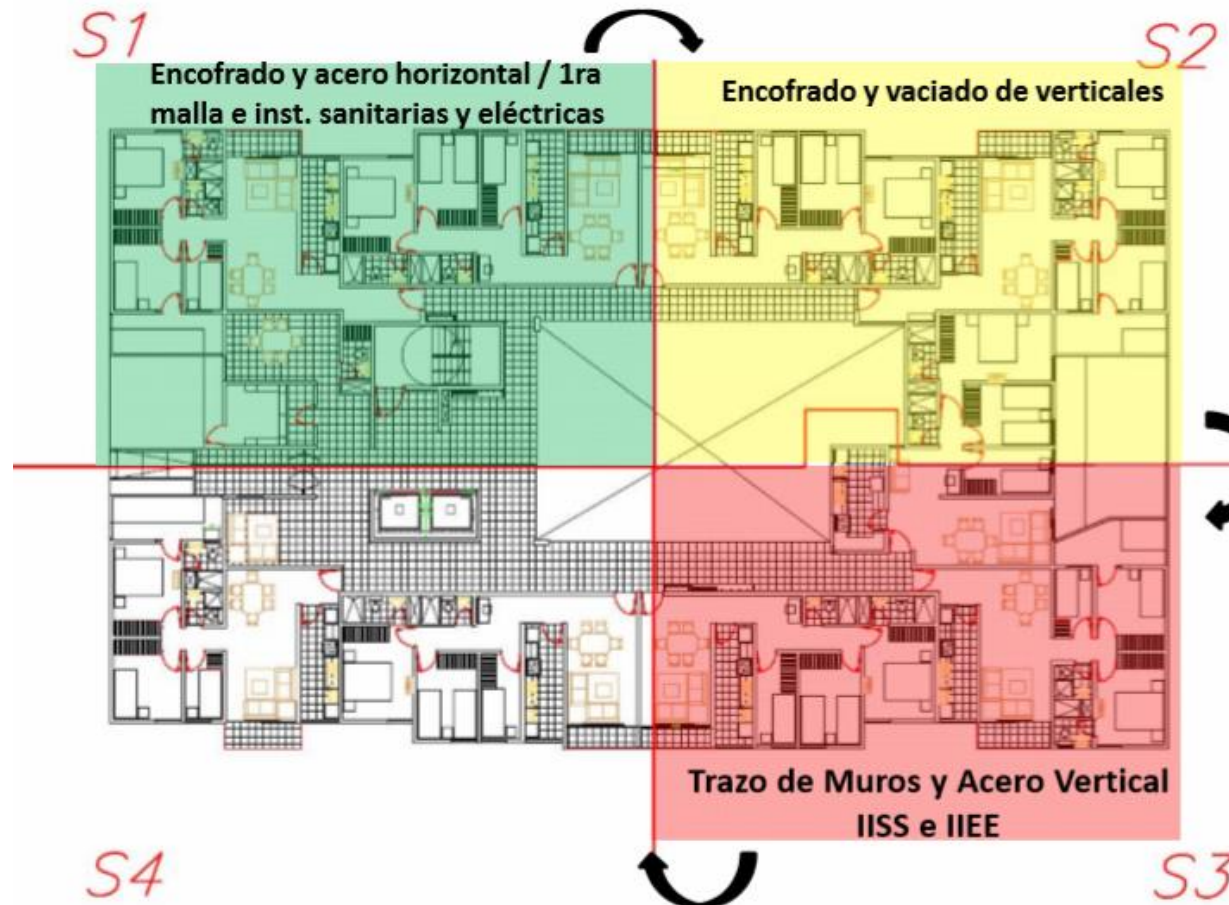 S1
S2
Encofrado y acero horizontal / 1ra
malla e inst. sanitarias y eléctricas
Encofrado y vaciado de verticales
Trazo de Muros y Acero Vertical
IISS e IIEE
S4
S3